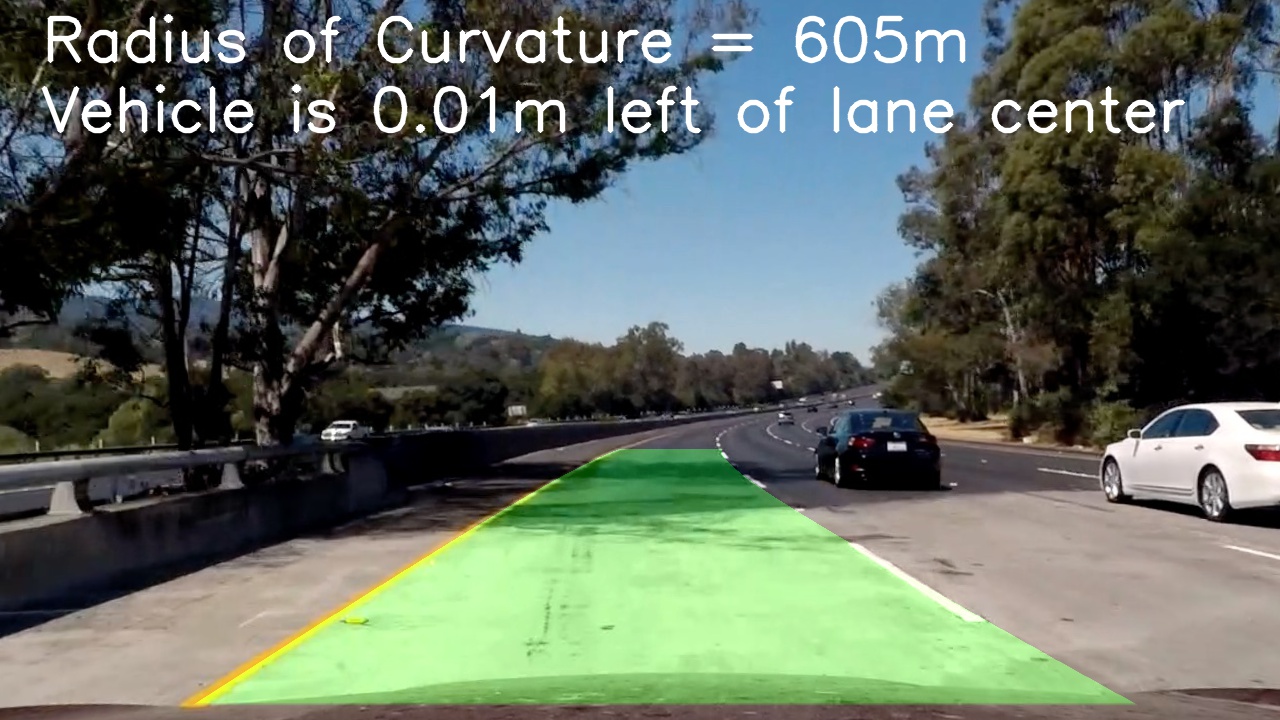 Radius of Curvature = 605m
Vehicle is 0.01m left of lane center